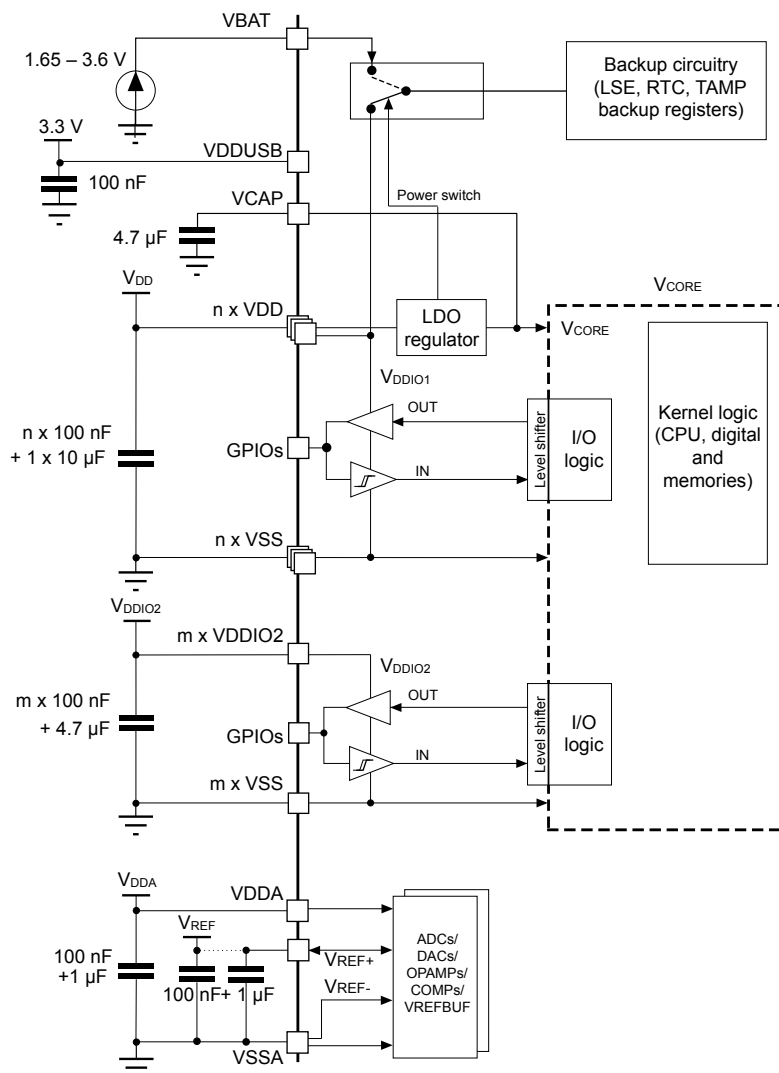 VBAT
1.65 – 3.6 V
Backup circuitry
(LSE, RTC, TAMP
backup registers)
3.3 V
VDDUSB
100 nF
Power switch
VCAP
4.7 µF
VDD
VCORE
n x VDD
LDO
regulator
VCORE
VDDIO1
OUT
n x 100 nF
+ 1 x 10 µF
GPIOs
Level shifter
I/O
logic
Kernel logic
(CPU, digital
and
memories)
IN
n x VSS
VDDIO2
m x VDDIO2
VDDIO2
OUT
m x 100 nF
+ 4.7 µF
GPIOs
Level shifter
I/O
logic
IN
m x VSS
VDDA
VDDA
VREF
100 nF
+1 µF
VREF+
100 nF
+ 1 µF
VREF-
ADCs/
DACs/
OPAMPs/
COMPs/
VREFBUF
VSSA